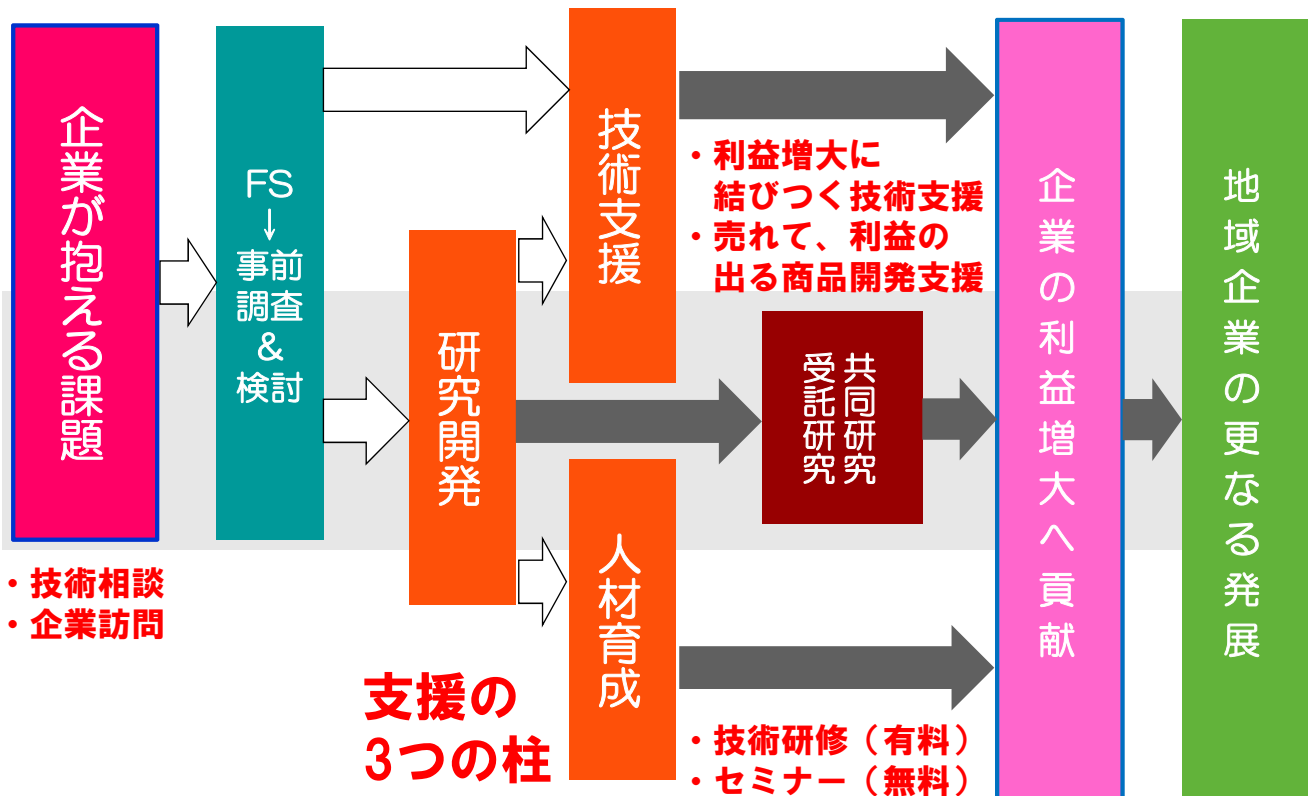 企業が抱える課題
・技術相談
・企業訪問
FS
↓
事前
調査
&
検討
研究開発
支援の
3つの柱
技術支援
人材育成
・利益増大に
結びつく技術支援
・売れて、利益の
出る商品開発支援
共同研究
受託研究
・技術研修（有料）
・セミナー（無料）
企業の利益増大へ貢献
地域企業の更なる発展